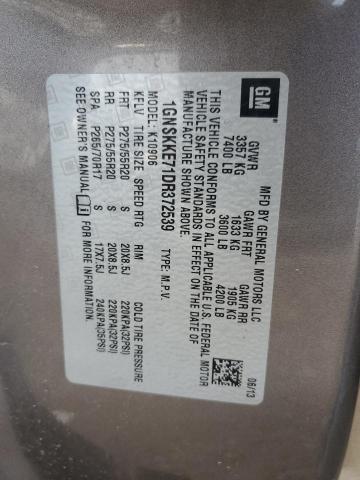 GM
MFD BY GENERAL MOTORS LLC
06/13
GVWR
GAWR FRT
GAWR RR
3357 KG
1633 KG
1905 KG
7400 LB
3600 LB
4200 LB
THIS VEHICLE CONFORMS TO ALL APPLICABLE U.S. FEDERAL MOTOR
VEHICLE SAFETY STANDARDS IN EFFECT ON THE DATE OF
MANUFACTURE SHOWN ABOVE.
1GNSKKE71DR372539
TYPE: M.P.V.
MODEL: K10906
KFLV TIRE SIZE SPEED RTG RIM COLD TIRE PRESSURE
FRT P275/55R20 S 20X8.5J 220KPA(32PSI)
RR P275/55R20 S 20X8.5J 220KPA(32PSI)
SPA P265/70R17 S 17X7.5J 240KPA(35PSI)
SEE OWNER'S MANUAL i FOR MORE INFORMATION.